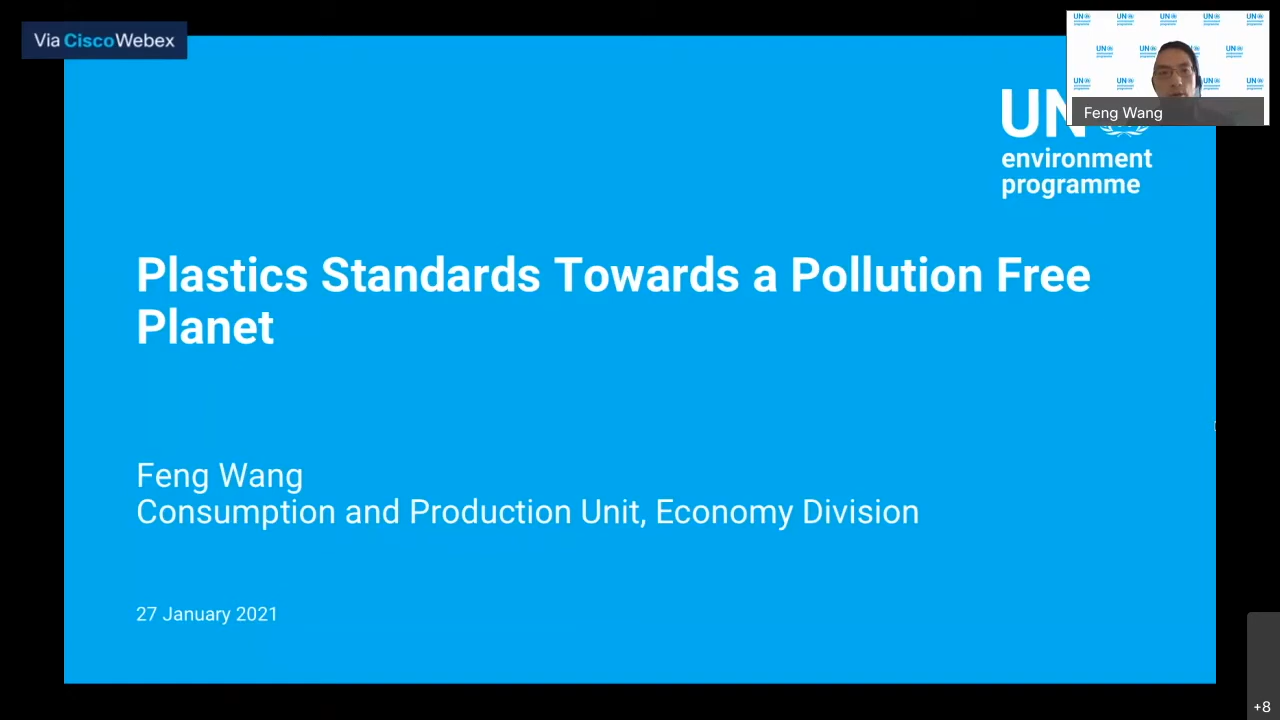 Via CiscoWebex
Feng Wang
UN
environment
programme
Plastics Standards Towards a Pollution Free
Planet
Feng Wang
Consumption and Production Unit, Economy Division
27 January 2021
+8